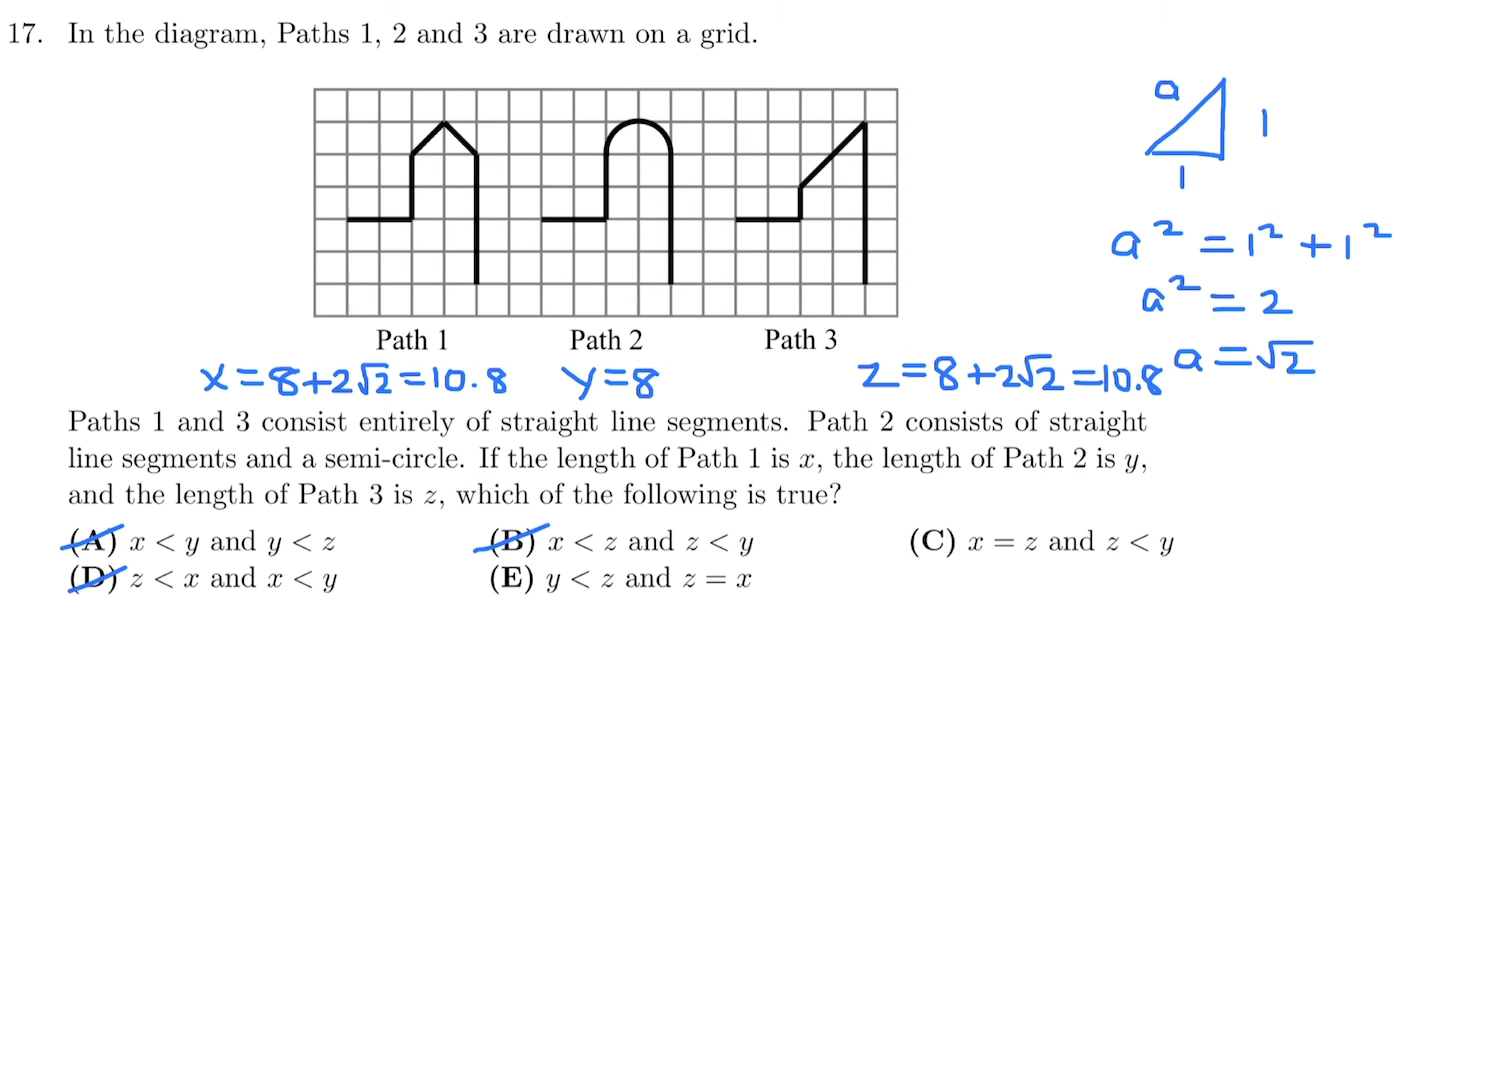 17. In the diagram, Paths 1, 2 and 3 are drawn on a grid.
a
1
1
a² = 1² + 1²
a² = 2
a = √2
Path 1 Path 2 Path 3
x = 8 + 2√2 = 10.8 y = 8 z = 8 + 2√2 = 10.8
Paths 1 and 3 consist entirely of straight line segments. Path 2 consists of straight
line segments and a semi-circle. If the length of Path 1 is x, the length of Path 2 is y,
and the length of Path 3 is z, which of the following is true?
(A) x < y and y < z (B) x < z and z < y (C) x = z and z < y
(D) z < x and x < y (E) y < z and z = x